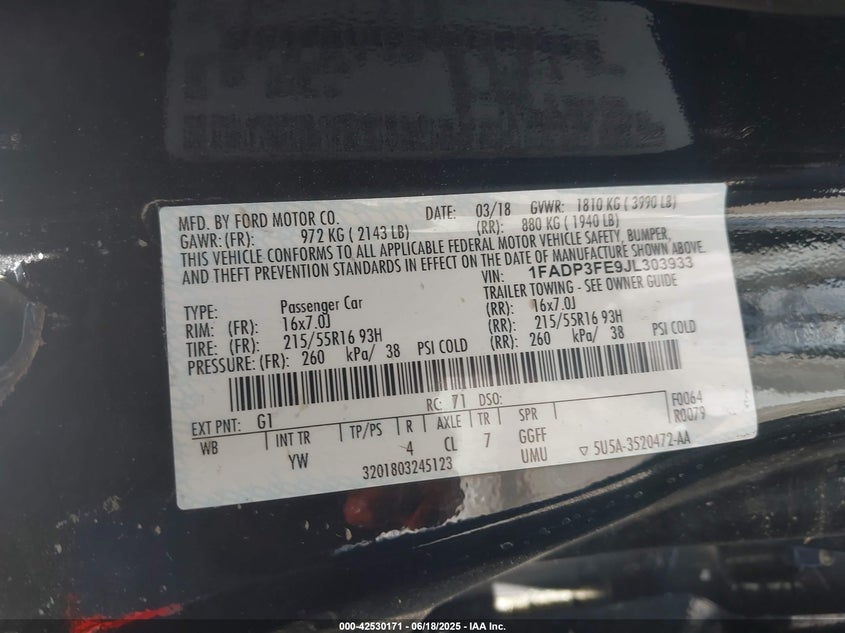 MFD. BY FORD MOTOR CO. DATE: 03/18 GVWR: 1810 KG ( 3990 LB)
GAWR: (FR): 972 KG ( 2143 LB) (RR): 880 KG ( 1940 LB)
THIS VEHICLE CONFORMS TO ALL APPLICABLE FEDERAL MOTOR VEHICLE SAFETY, BUMPER,
AND THEFT PREVENTION STANDARDS IN EFFECT ON THE DATE OF MANUFACTURE SHOWN ABOVE.
VIN: 1FADP3FE9JL303933
TYPE: Passenger Car TRAILER TOWING - SEE OWNER GUIDE
RIM: (FR): 16x7.0J (RR): 16x7.0J
TIRE: (FR): 215/55R16 93H (RR): 215/55R16 93H
PRESSURE: (FR): 260 kPa/ 38 PSI COLD (RR): 260 kPa/ 38 PSI COLD
EXT PNT: G1 RC: 71 DSO: F0064
R0079
WB INT TR TP/PS R AXLE TR SPR
YW 4 CL 7 GGFF
UMU
5U5A-3520472-AA
3201803245123
000-42530171 - 06/18/2025 - IAA Inc.